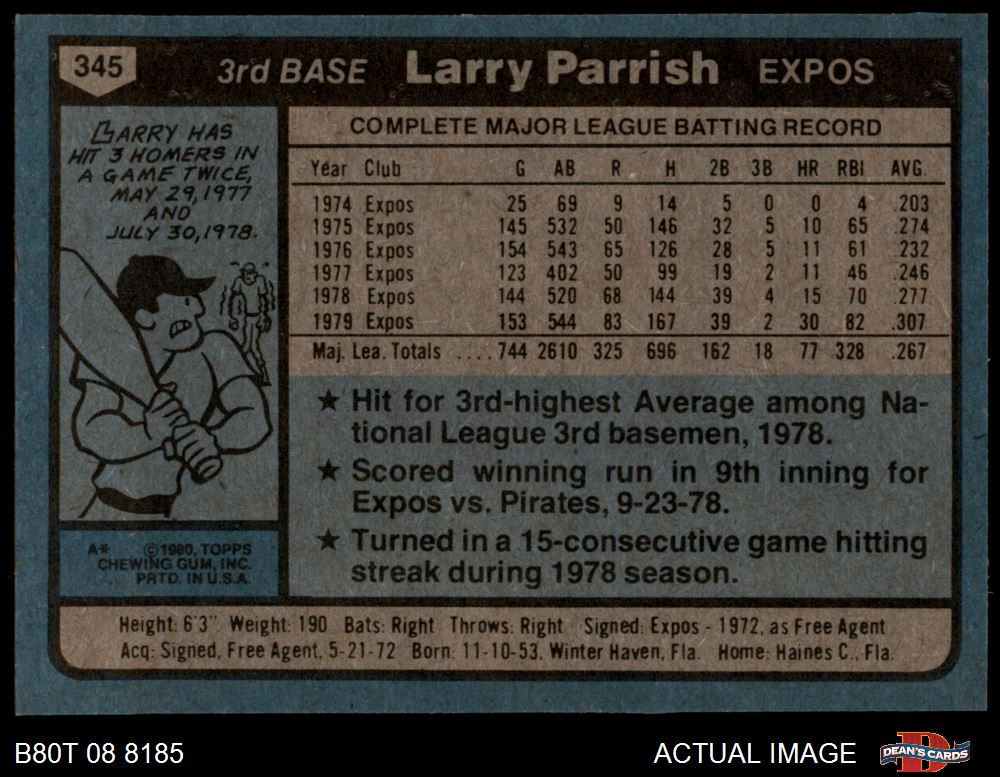 345 3rd BASE Larry Parrish EXPOS
LARRY HAS
HIT 3 HOMERS IN
A GAME TWICE,
MAY 29, 1977
AND
JULY 30, 1978.
A* ©1980, TOPPS
CHEWING GUM, INC.
PRTD. IN U.S.A.
COMPLETE MAJOR LEAGUE BATTING RECORD
Year Club G AB R H 2B 3B HR RBI AVG.
1974 Expos 25 69 9 14 5 0 0 4 .203
1975 Expos 145 532 50 146 32 5 10 65 .274
1976 Expos 154 543 65 126 28 5 11 61 .232
1977 Expos 123 402 50 99 19 2 11 46 .246
1978 Expos 144 520 68 144 39 4 15 70 .277
1979 Expos 153 544 83 167 39 2 30 82 .307
Maj. Lea. Totals ....744 2610 325 696 162 18 77 328 .267
★ Hit for 3rd-highest Average among Na-
tional League 3rd basemen, 1978.
★ Scored winning run in 9th inning for
Expos vs. Pirates, 9-23-78.
★ Turned in a 15-consecutive game hitting
streak during 1978 season.
Height: 6'3" Weight: 190 Bats: Right Throws: Right Signed: Expos - 1972, as Free Agent
Acq: Signed, Free Agent, 5-21-72 Born: 11-10-53, Winter Haven, Fla. Home: Haines C., Fla.
B80T 08 8185 ACTUAL IMAGE D DEAN'S CARDS